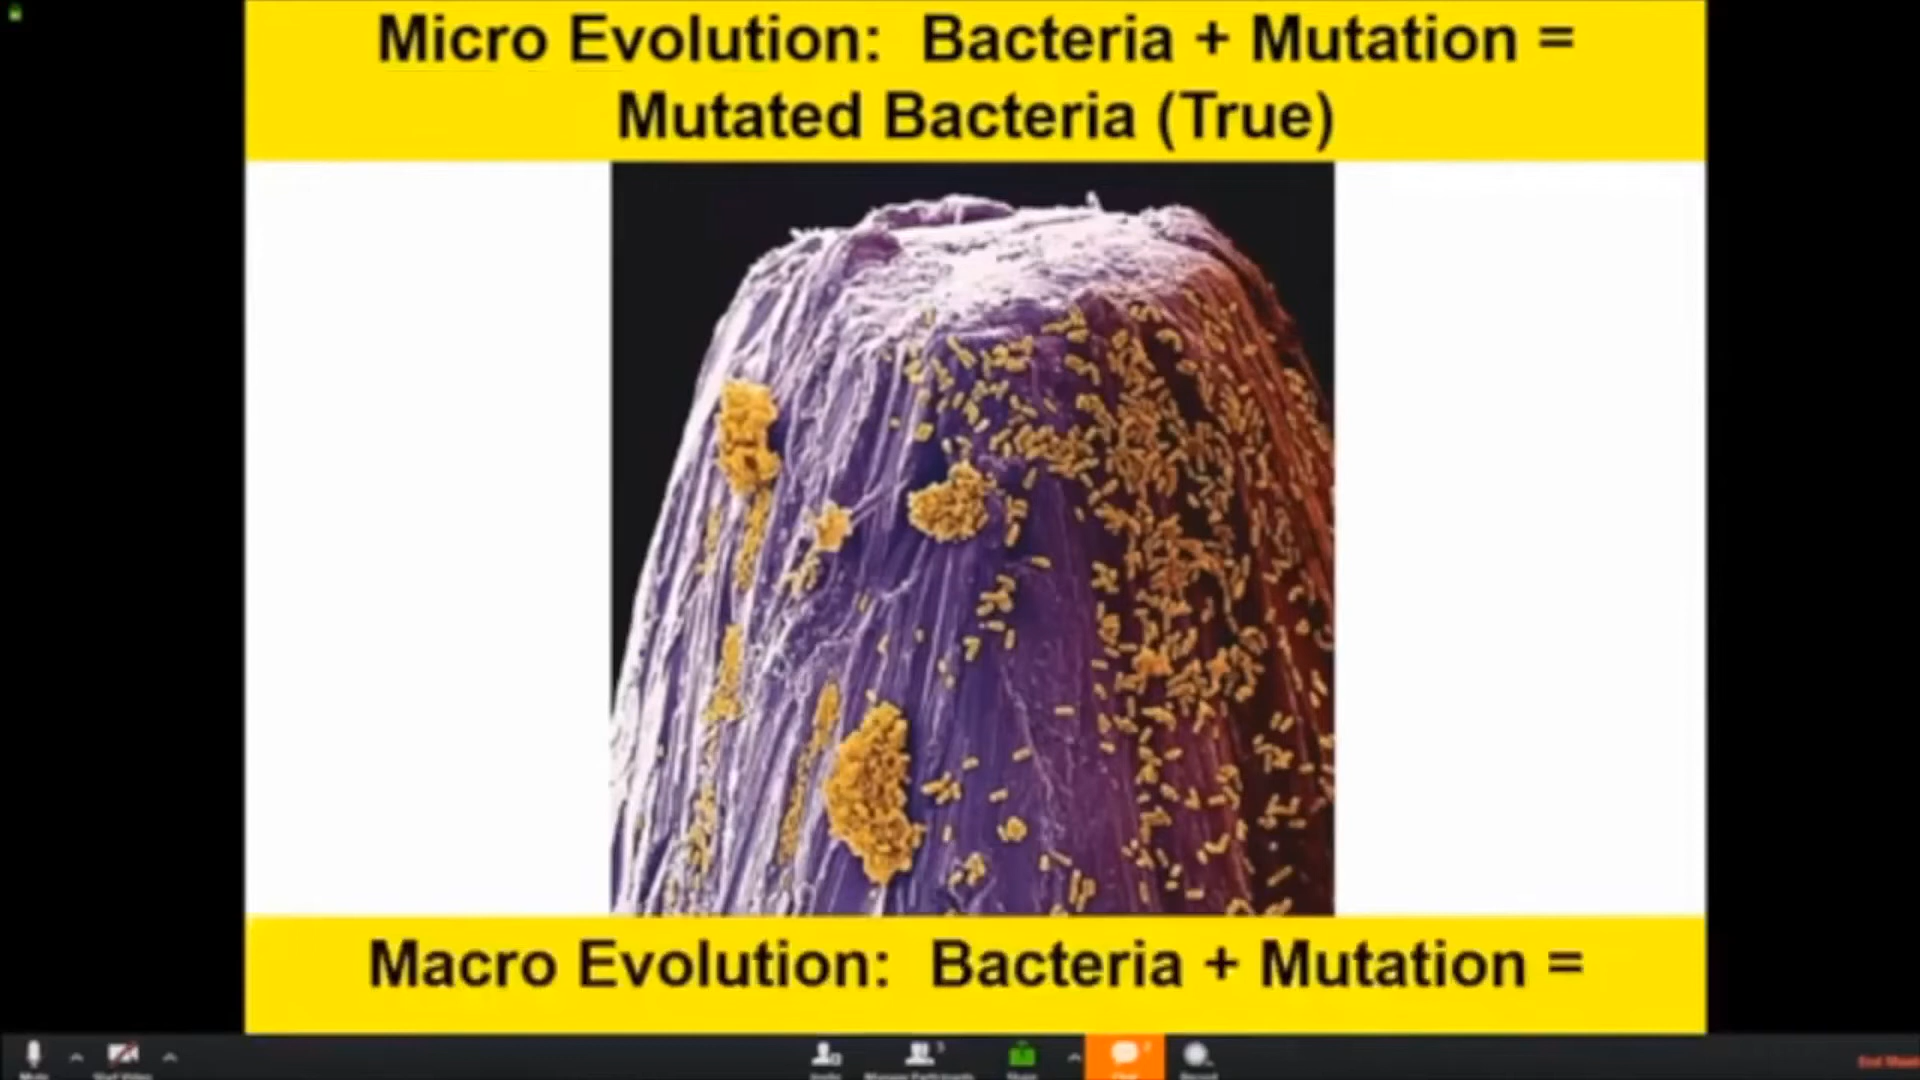 Micro Evolution: Bacteria + Mutation =
Mutated Bacteria (True)
Macro Evolution: Bacteria + Mutation =